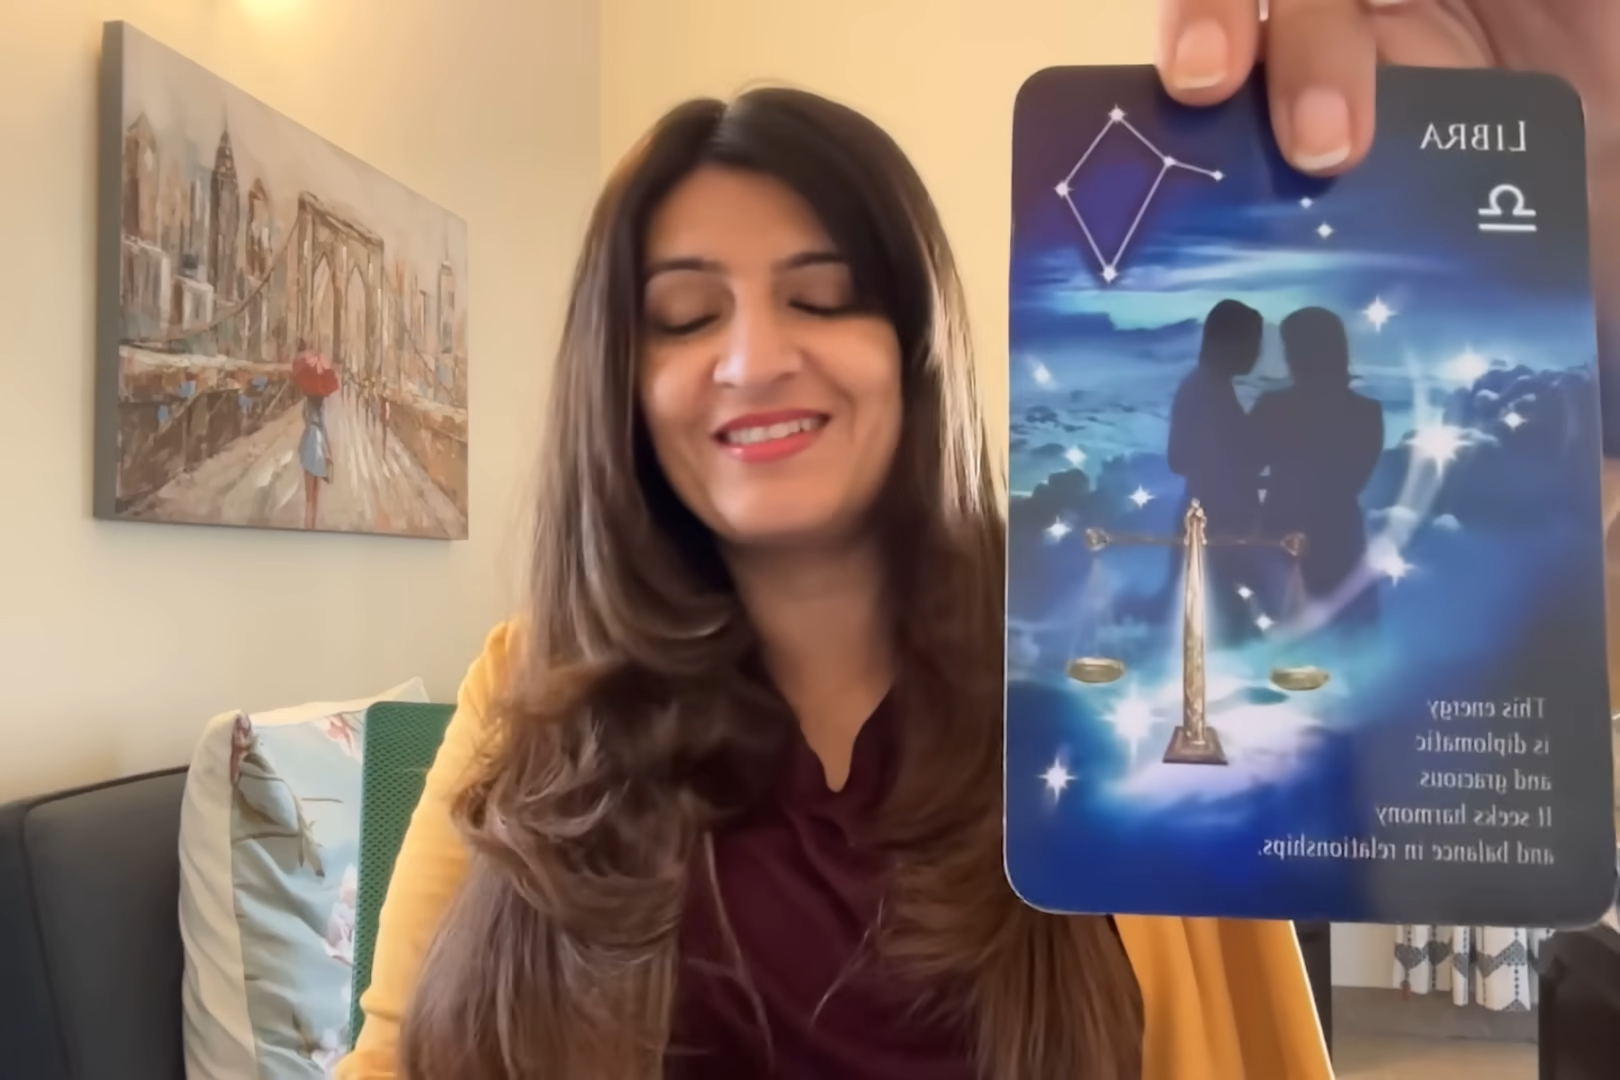 LIBRA
This energy
is diplomatic
and gracious
It seeks harmony
and balance in relationships.